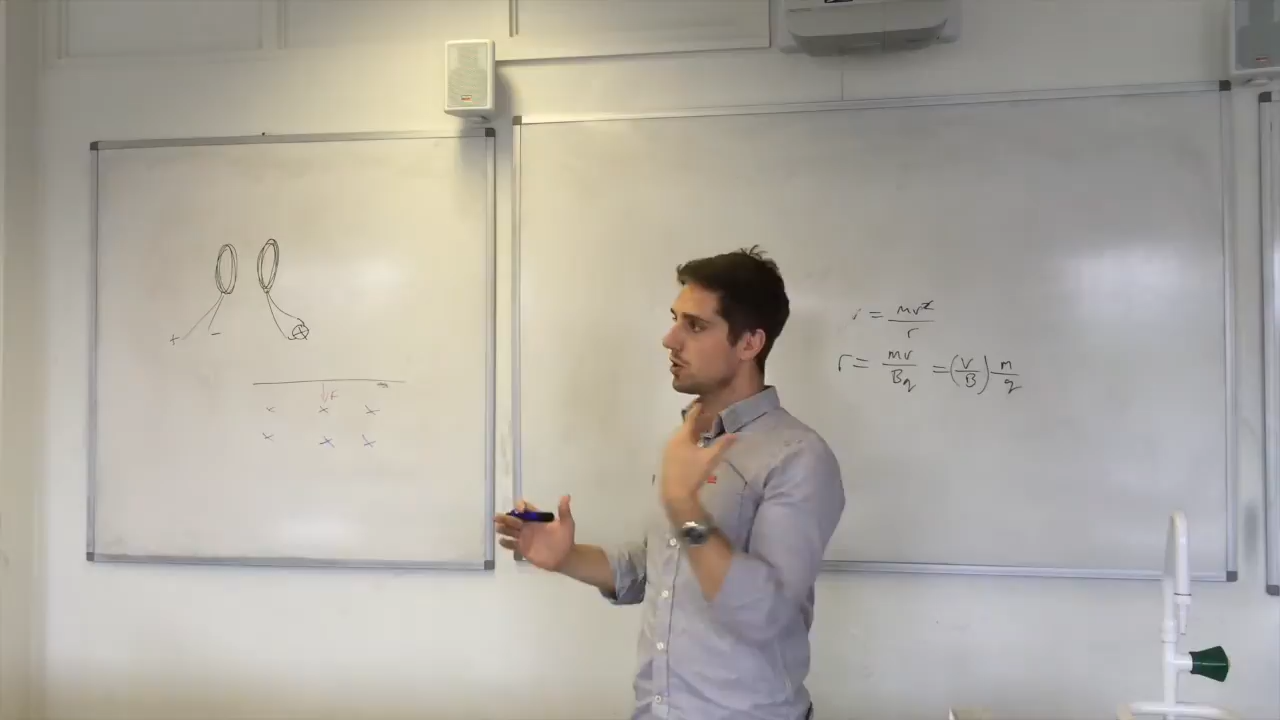 + -
F
x x x
x x x
r = mv²/r
r = mv/Bq = (v/B) m/q